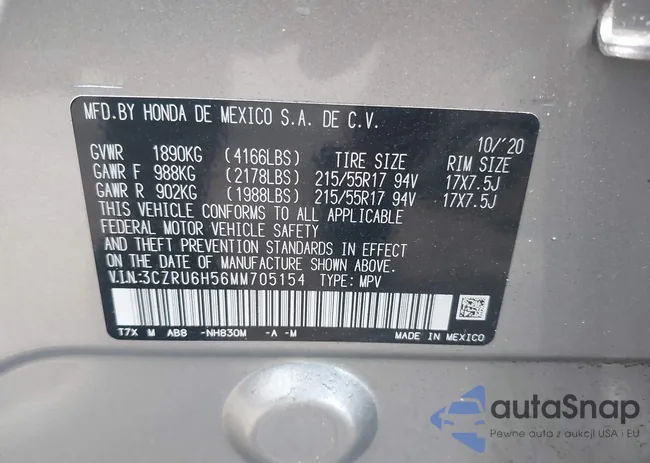 MFD.BY HONDA DE MEXICO S.A. DE C.V.
10/'20
GVWR 1890KG (4166LBS) TIRE SIZE RIM SIZE
GAWR F 988KG (2178LBS) 215/55R17 94V 17X7.5J
GAWR R 902KG (1988LBS) 215/55R17 94V 17X7.5J
THIS VEHICLE CONFORMS TO ALL APPLICABLE
FEDERAL MOTOR VEHICLE SAFETY
AND THEFT PREVENTION STANDARDS IN EFFECT
ON THE DATE OF MANUFACTURE SHOWN ABOVE.
V.I.N:3CZRU6H56MM705154 TYPE: MPV
T7X M AB8 -NH830M -A -M MADE IN MEXICO
autoSnap
Pewne auto z aukcji USA i EU